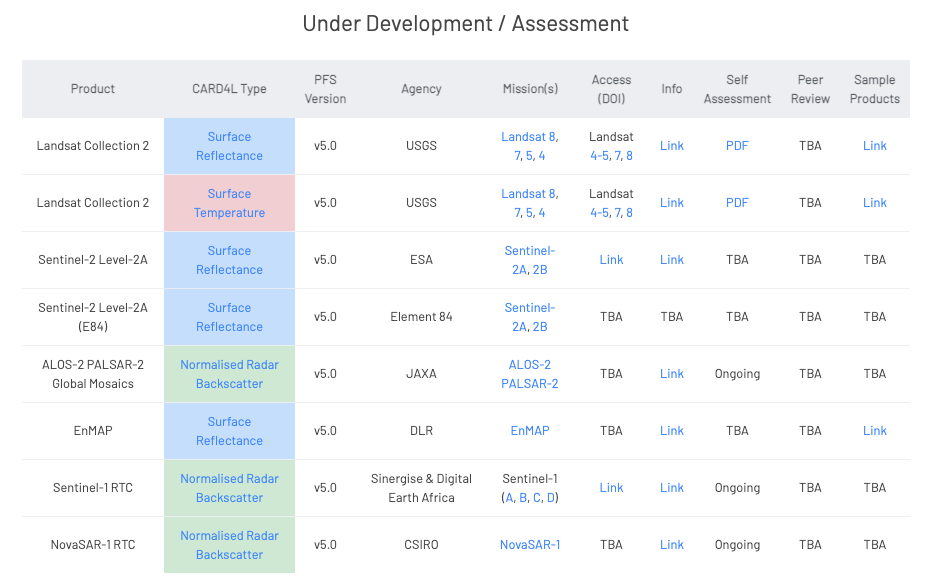 Under Development / Assessment
Product CARD4L Type PFS Version Agency Mission(s) Access (DOI) Info Self Assessment Peer Review Sample Products
Landsat Collection 2 Surface Reflectance v5.0 USGS Landsat 8, 7, 5, 4 Landsat 4-5, 7, 8 Link PDF TBA Link
Landsat Collection 2 Surface Temperature v5.0 USGS Landsat 8, 7, 5, 4 Landsat 4-5, 7, 8 Link PDF TBA Link
Sentinel-2 Level-2A Surface Reflectance v5.0 ESA Sentinel-2A, 2B Link Link TBA TBA TBA
Sentinel-2 Level-2A (E84) Surface Reflectance v5.0 Element 84 Sentinel-2A, 2B TBA TBA TBA TBA TBA
ALOS-2 PALSAR-2 Global Mosaics Normalised Radar Backscatter v5.0 JAXA ALOS-2 PALSAR-2 TBA Link Ongoing TBA TBA
EnMAP Surface Reflectance v5.0 DLR EnMAP TBA Link TBA TBA Link
Sentinel-1 RTC Normalised Radar Backscatter v5.0 Sinergise & Digital Earth Africa Sentinel-1 (A, B, C, D) Link Link Ongoing TBA TBA
NovaSAR-1 RTC Normalised Radar Backscatter v5.0 CSIRO NovaSAR-1 TBA Link Ongoing TBA TBA